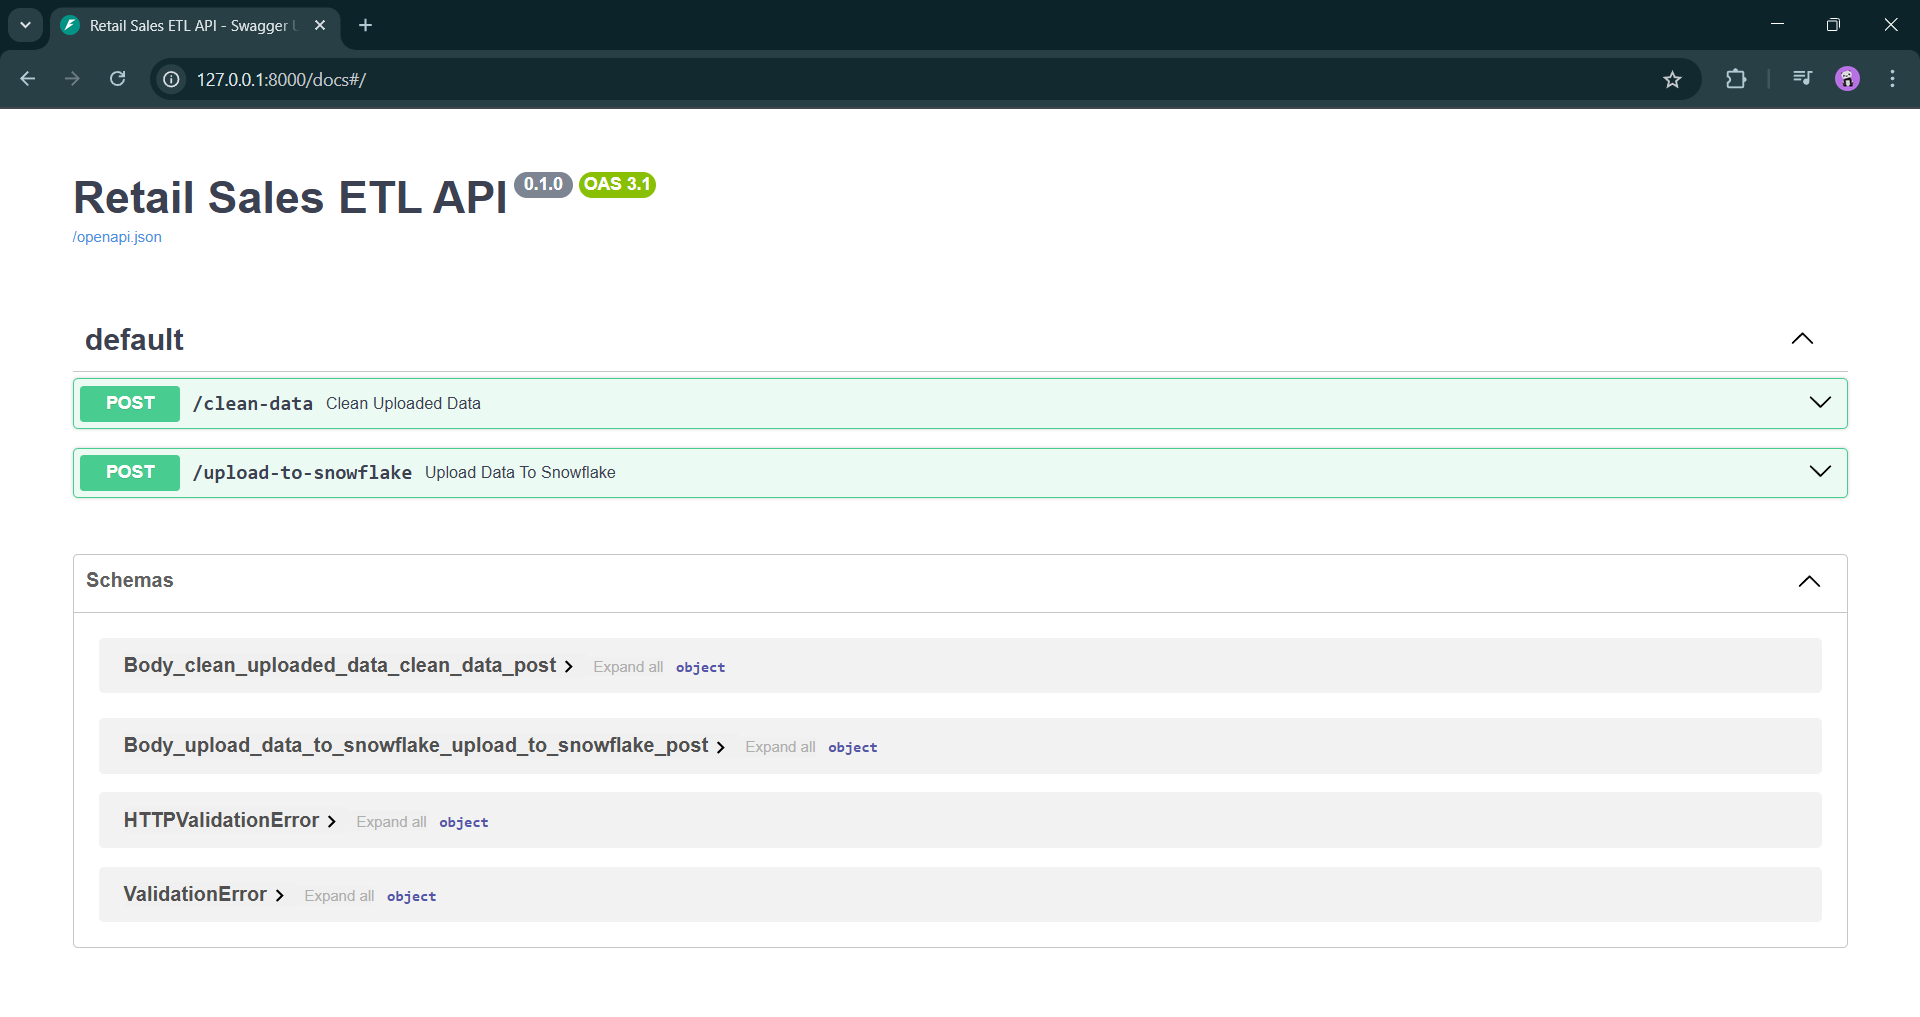 Retail Sales ETL API - Swagger
127.0.0.1:8000/docs#/
Retail Sales ETL API 0.1.0 OAS 3.1
/openapi.json
default
POST /clean-data Clean Uploaded Data
POST /upload-to-snowflake Upload Data To Snowflake
Schemas
Body_clean_uploaded_data_clean_data_post Expand all object
Body_upload_data_to_snowflake_upload_to_snowflake_post Expand all object
HTTPValidationError Expand all object
ValidationError Expand all object